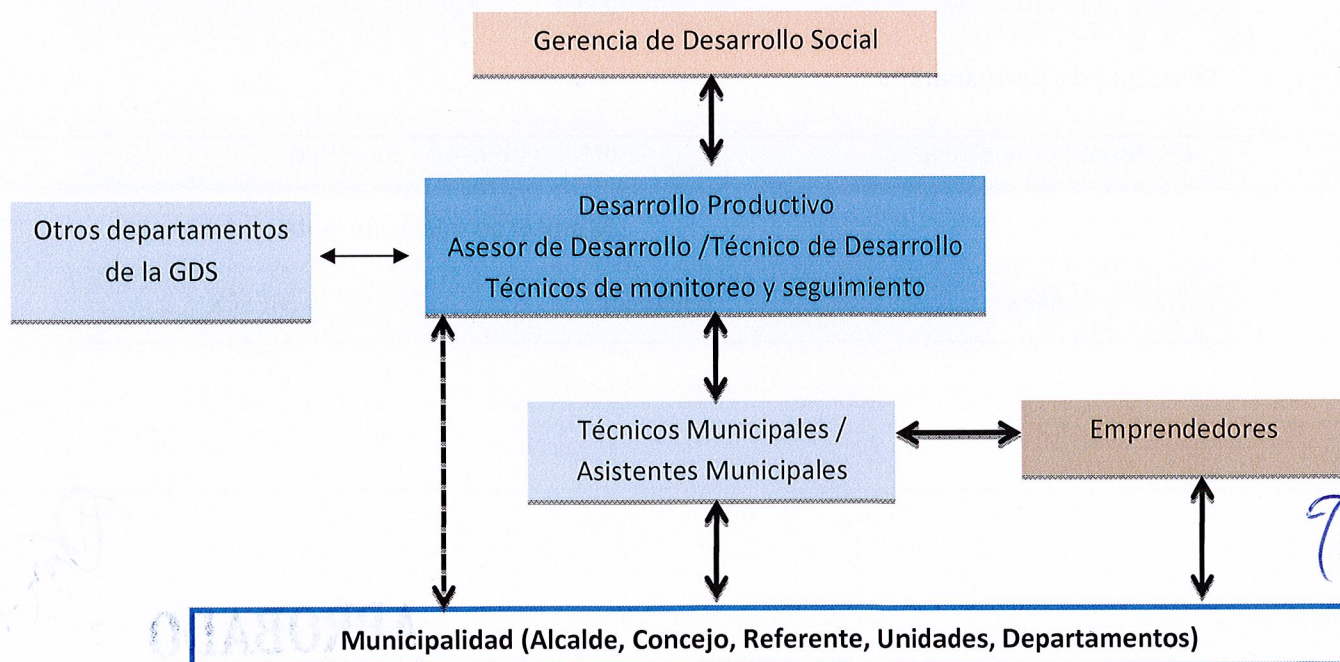 Gerencia de Desarrollo Social
Desarrollo Productivo
Asesor de Desarrollo /Técnico de Desarrollo
Técnicos de monitoreo y seguimiento
Otros departamentos
de la GDS
Técnicos Municipales /
Asistentes Municipales
Emprendedores
Municipalidad (Alcalde, Concejo, Referente, Unidades, Departamentos)